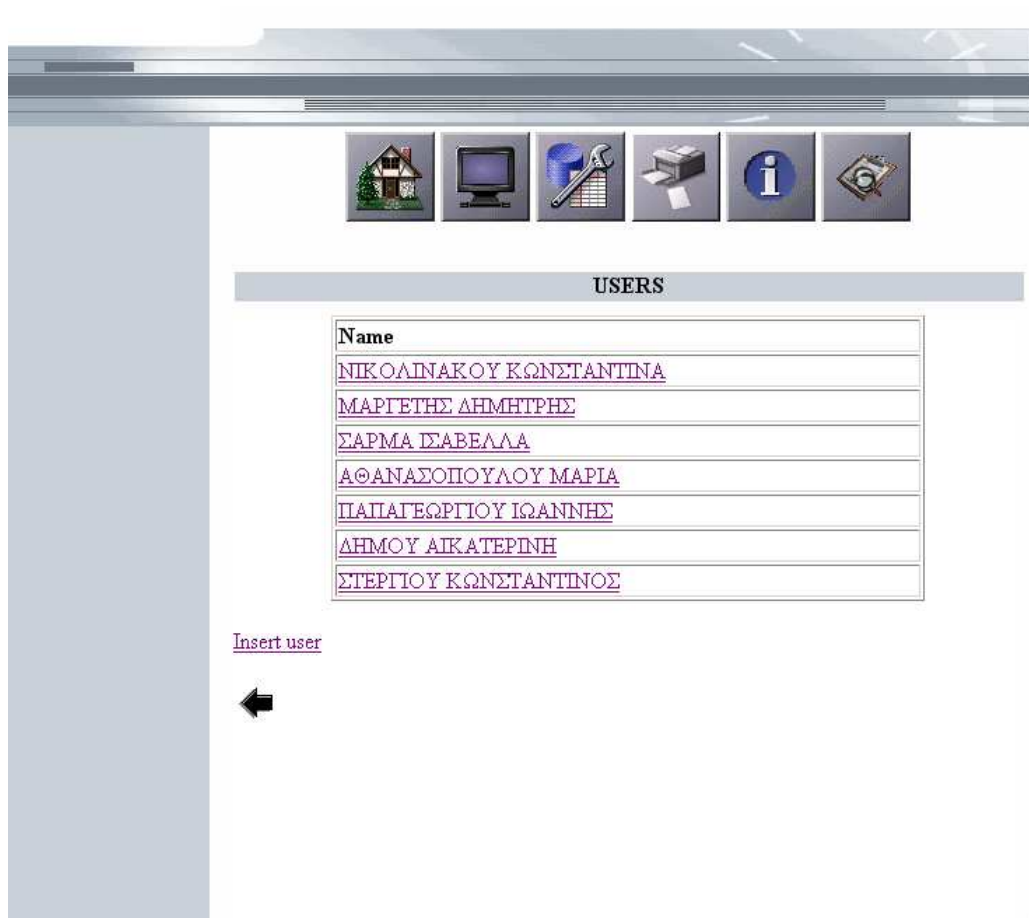 USERS
Name
ΝΙΚΟΛΙΝΑΚΟΥ ΚΩΝΣΤΑΝΤΙΝΑ
ΜΑΡΓΕΤΗΣ ΔΗΜΗΤΡΗΣ
ΣΑΡΜΑ ΙΣΑΒΕΛΛΑ
ΑΘΑΝΑΣΟΠΟΥΛΟΥ ΜΑΡΙΑ
ΠΑΠΑΓΕΩΡΓΙΟΥ ΙΩΑΝΝΗΣ
ΔΗΜΟΥ ΑΙΚΑΤΕΡΙΝΗ
ΣΤΕΡΓΙΟΥ ΚΩΝΣΤΑΝΤΙΝΟΣ
Insert user